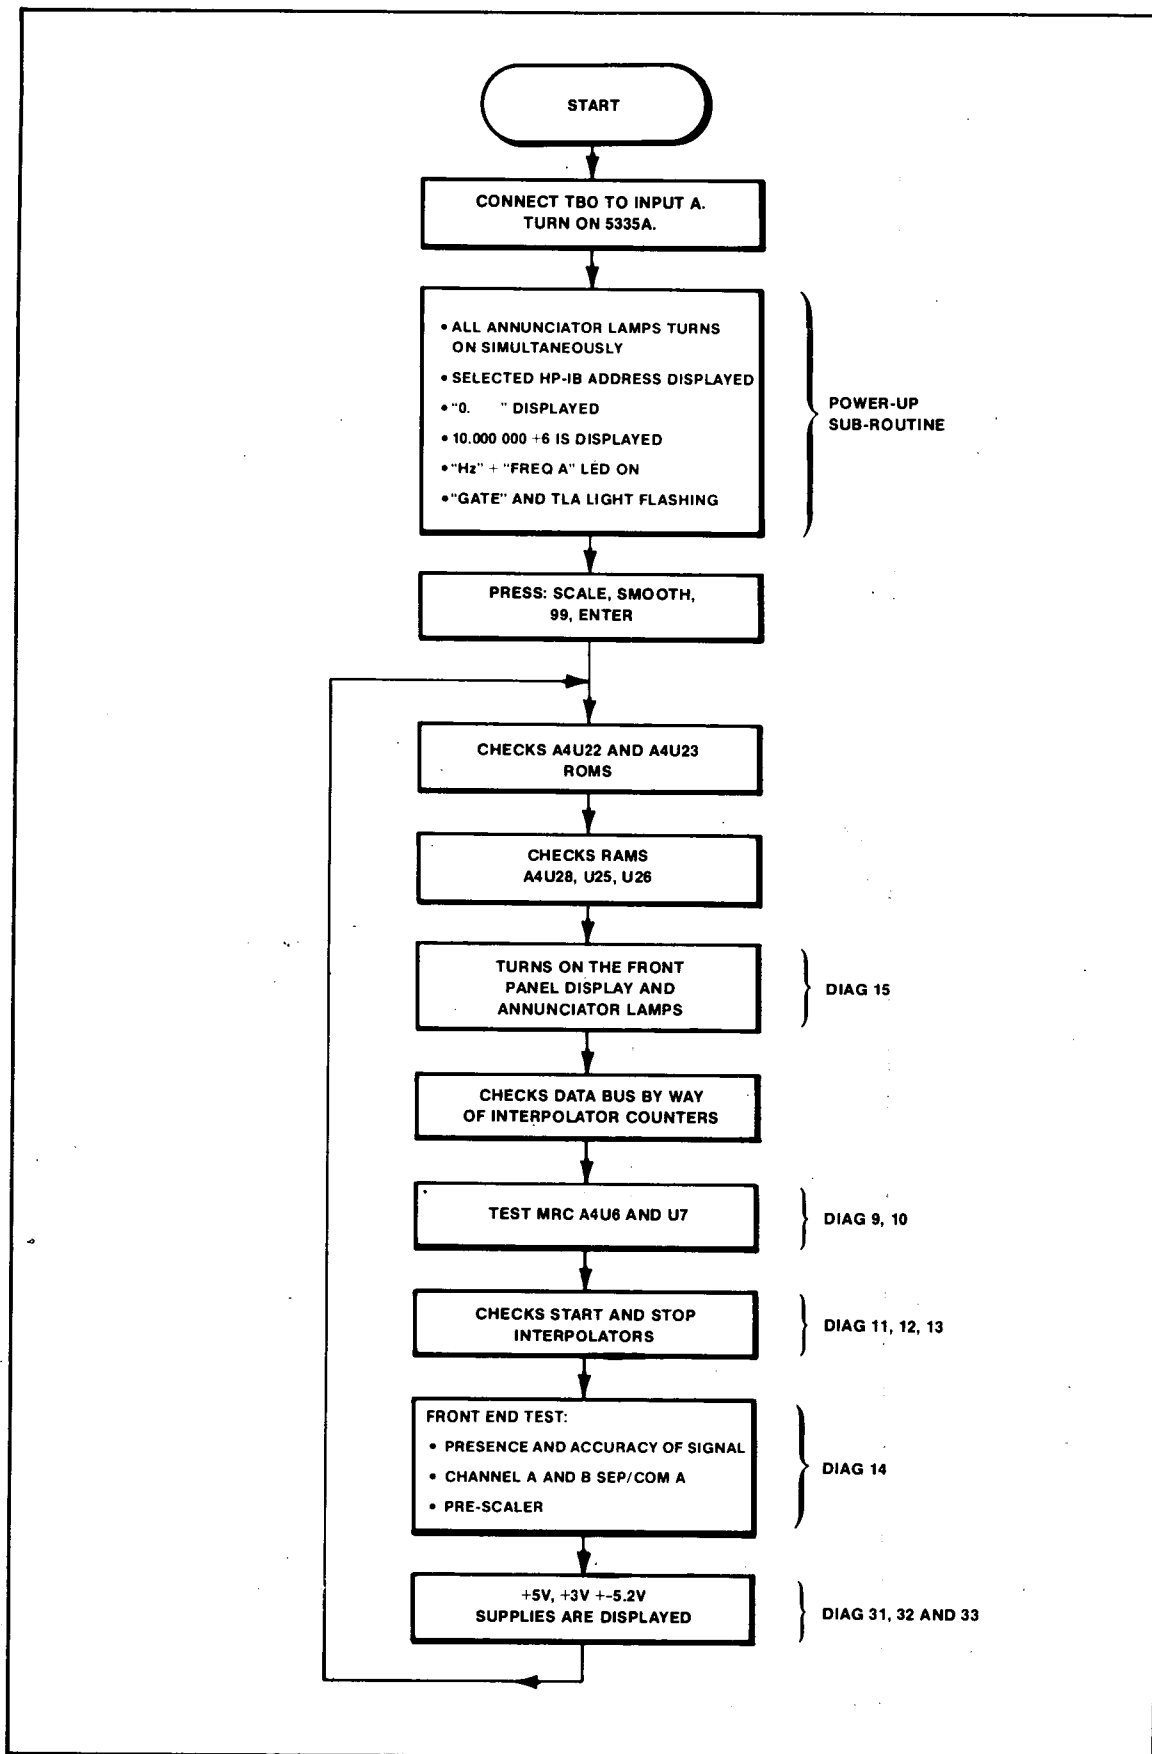 START
CONNECT TBO TO INPUT A.
TURN ON 5335A.
• ALL ANNUNCIATOR LAMPS TURNS
ON SIMULTANEOUSLY
• SELECTED HP-IB ADDRESS DISPLAYED
• "0. " DISPLAYED
• 10.000 000 +6 IS DISPLAYED
• "Hz" + "FREQ A" LED ON
• "GATE" AND TLA LIGHT FLASHING
POWER-UP
SUB-ROUTINE
PRESS: SCALE, SMOOTH,
99, ENTER
CHECKS A4U22 AND A4U23
ROMS
CHECKS RAMS
A4U28, U25, U26
TURNS ON THE FRONT
PANEL DISPLAY AND
ANNUNCIATOR LAMPS
DIAG 15
CHECKS DATA BUS BY WAY
OF INTERPOLATOR COUNTERS
TEST MRC A4U6 AND U7
DIAG 9, 10
CHECKS START AND STOP
INTERPOLATORS
DIAG 11, 12, 13
FRONT END TEST:
• PRESENCE AND ACCURACY OF SIGNAL
• CHANNEL A AND B SEP/COM A
• PRE-SCALER
DIAG 14
+5V, +3V +-5.2V
SUPPLIES ARE DISPLAYED
DIAG 31, 32 AND 33